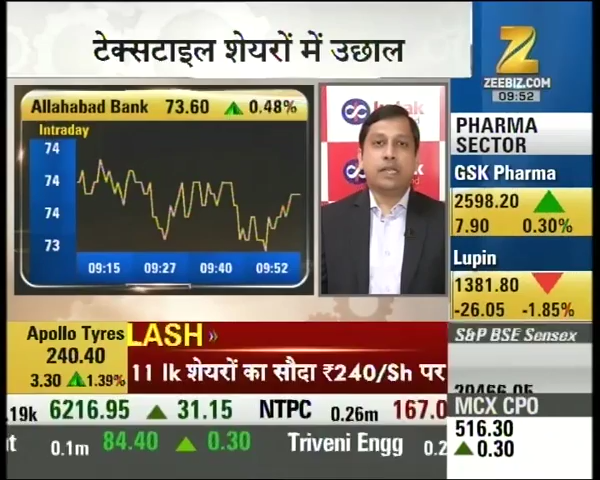 टेक्सटाइल शेयरों में उछाल
ZEEBIZ.COM
09:52
Allahabad Bank 73.60 0.48%
Intraday
74
74
74
73
09:15 09:27 09:40 09:52
kotak
PHARMA
SECTOR
GSK Pharma
2598.20
7.90 0.30%
Lupin
1381.80
-26.05 -1.85%
Apollo Tyres
240.40
3.30 1.39%
LASH »
11 lk शेयरों का सौदा ₹240/Sh पर
S&P BSE Sensex
MCX CPO
516.30
0.30
.19k 6216.95 31.15 NTPC 0.26m 167.0
t 0.1m 84.40 0.30 Triveni Engg 0.2